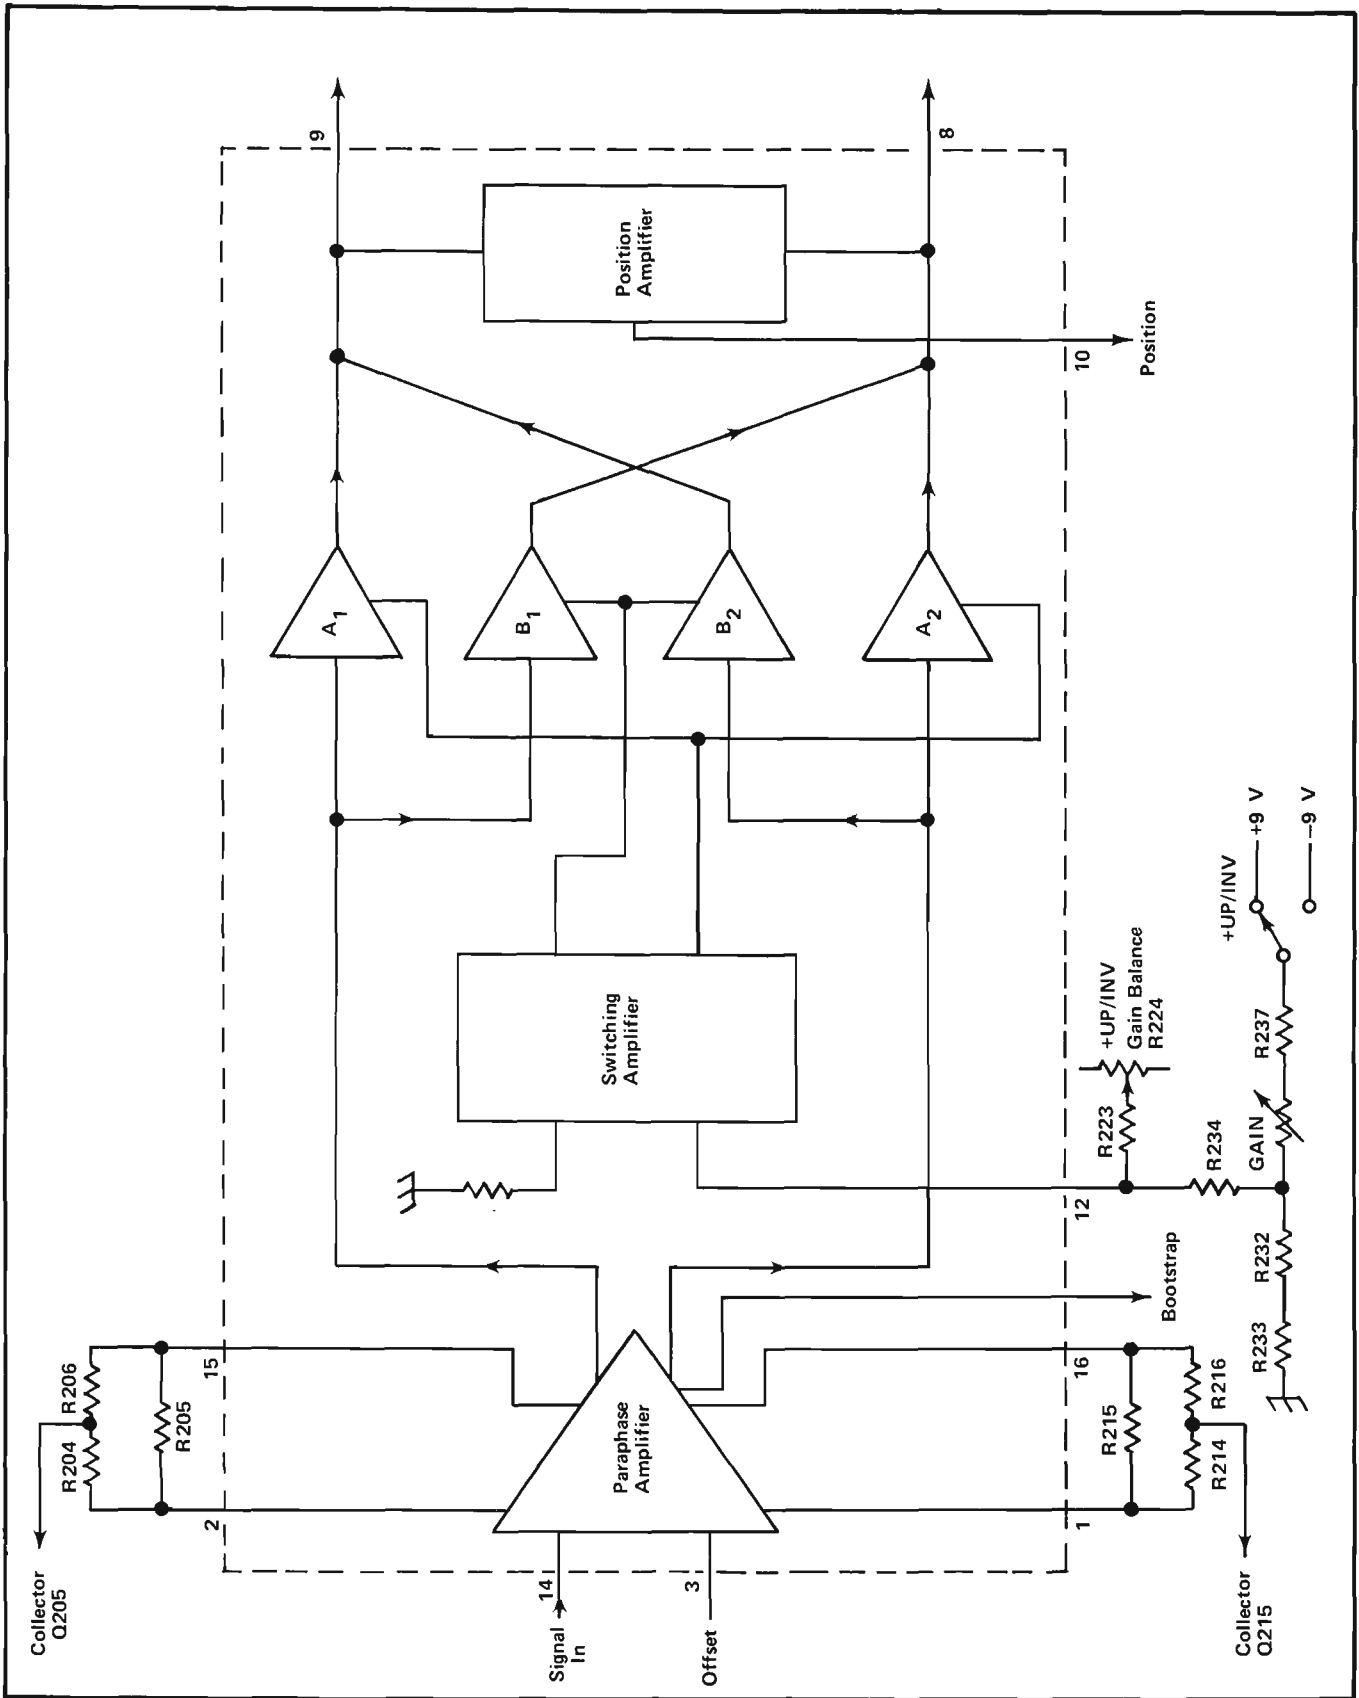 Collector
Q205
R204
R206
R205
2
15
Signal
In
14
Offset
3
Paraphase
Amplifier
1
16
R215
R214
R216
Collector
Q215
Bootstrap
Switching
Amplifier
12
R223
+UP/INV
Gain Balance
R224
R234
R233
R232
GAIN
R237
+UP/INV
+9 V
−9 V
A1
B1
B2
A2
Position
Amplifier
10
Position
9
8